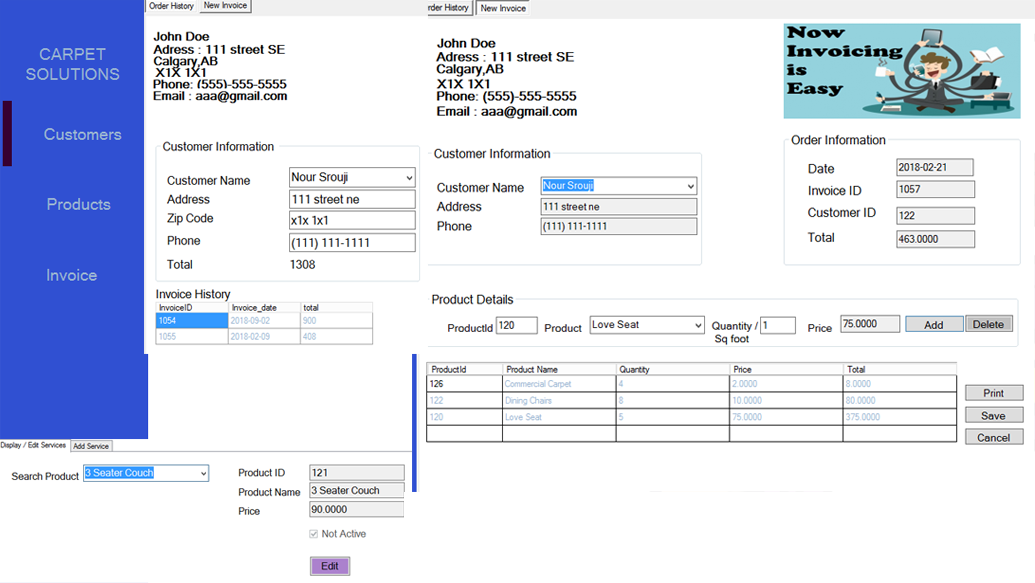 CARPET
SOLUTIONS
Customers
Products
Invoice
Order History New Invoice
John Doe
Adress : 111 street SE
Calgary,AB
X1X 1X1
Phone: (555)-555-5555
Email : aaa@gmail.com
Customer Information
Customer Name Nour Srouji
Address 111 street ne
Zip Code x1x 1x1
Phone (111) 111-1111
Total 1308
Invoice History
InvoiceID Invoice_date total
1054 2018-09-02 900
1055 2018-02-09 408
rder History New Invoice
John Doe
Adress : 111 street SE
Calgary,AB
X1X 1X1
Phone: (555)-555-5555
Email : aaa@gmail.com
Now
Invoicing
is
Easy
Customer Information
Customer Name Nour Srouji
Address 111 street ne
Phone (111) 111-1111
Order Information
Date 2018-02-21
Invoice ID 1057
Customer ID 122
Total 463.0000
Product Details
ProductId 120 Product Love Seat Quantity / 1 Price 75.0000 Add Delete
Sq foot
ProductId Product Name Quantity Price Total
126 Commercial Carpet 4 2.0000 8.0000
122 Dining Chairs 8 10.0000 80.0000
120 Love Seat 5 75.0000 375.0000
Print
Save
Cancel
Display / Edit Services Add Service
Search Product 3 Seater Couch
Product ID 121
Product Name 3 Seater Couch
Price 90.0000
Not Active
Edit